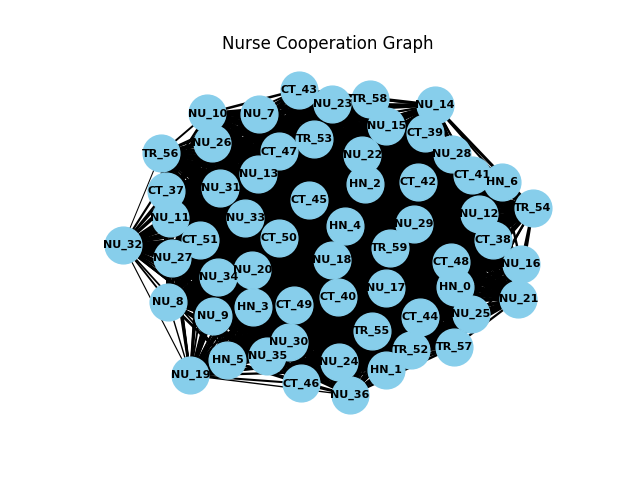 Nurse Cooperation Graph
CT_43
NU_23
TR_58
NU_14
NU_10
NU_7
NU_15
CT_39
NU_26
TR_53
TR_56
CT_47
NU_22
NU_28
NU_13
CT_41
HN_6
CT_37
NU_31
HN_2
CT_42
CT_45
TR_54
NU_11
NU_33
NU_12
HN_4
NU_29
NU_32
CT_51
CT_50
CT_38
TR_59
NU_27
NU_18
CT_48
NU_16
NU_34
NU_20
NU_8
CT_40
NU_17
HN_0
NU_21
NU_9
HN_3
CT_49
CT_44
NU_25
TR_55
NU_30
HN_5
NU_35
NU_24
TR_52
TR_57
NU_19
CT_46
HN_1
NU_36